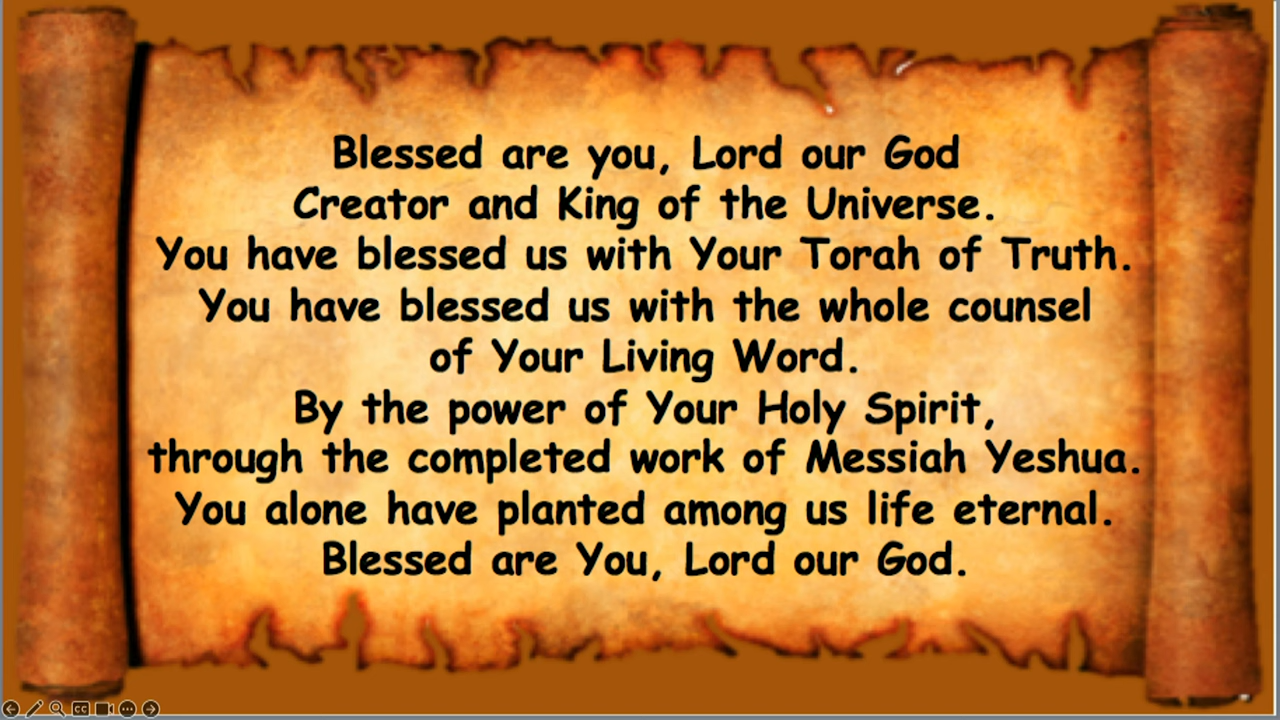 Blessed are you, Lord our God
Creator and King of the Universe.
You have blessed us with Your Torah of Truth.
You have blessed us with the whole counsel
of Your Living Word.
By the power of Your Holy Spirit,
through the completed work of Messiah Yeshua.
You alone have planted among us life eternal.
Blessed are You, Lord our God.
CC